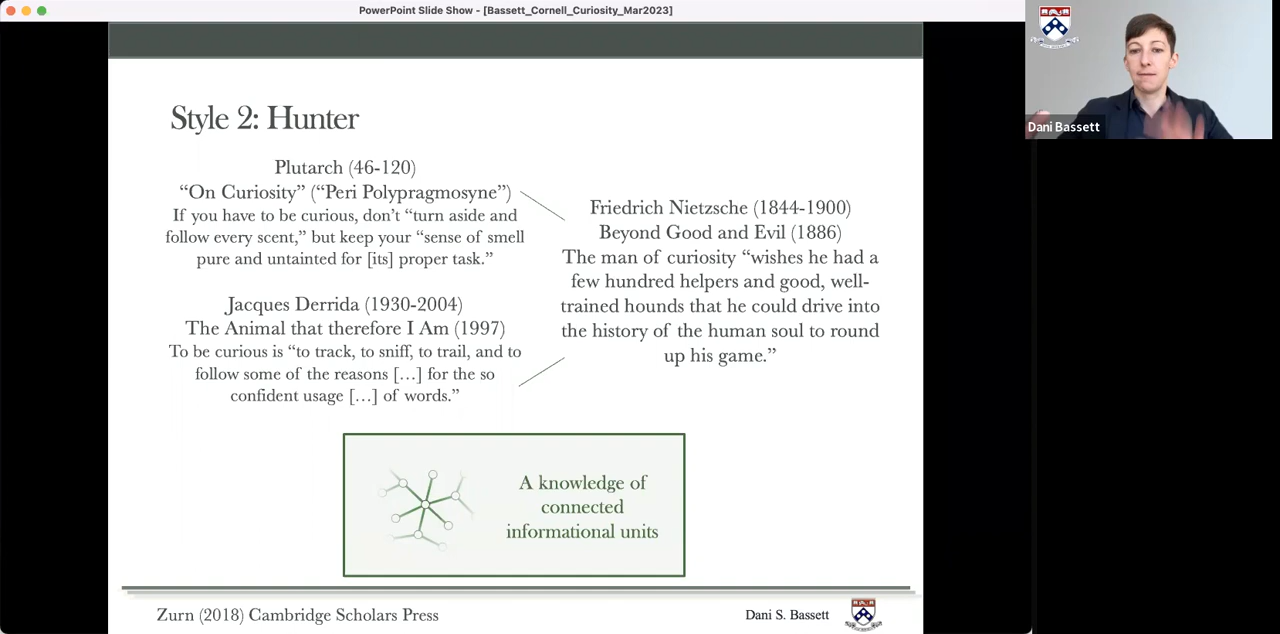 PowerPoint Slide Show - [Bassett_Cornell_Curiosity_Mar2023]
Dani Bassett
Style 2: Hunter
Plutarch (46-120)
“On Curiosity” (“Peri Polypragmosyne”)
If you have to be curious, don’t “turn aside and
follow every scent,” but keep your “sense of smell
pure and untainted for [its] proper task.”
Jacques Derrida (1930-2004)
The Animal that therefore I Am (1997)
To be curious is “to track, to sniff, to trail, and to
follow some of the reasons […] for the so
confident usage […] of words.”
Friedrich Nietzsche (1844-1900)
Beyond Good and Evil (1886)
The man of curiosity “wishes he had a
few hundred helpers and good, well-
trained hounds that he could drive into
the history of the human soul to round
up his game.”
A knowledge of
connected
informational units
Zurn (2018) Cambridge Scholars Press
Dani S. Bassett